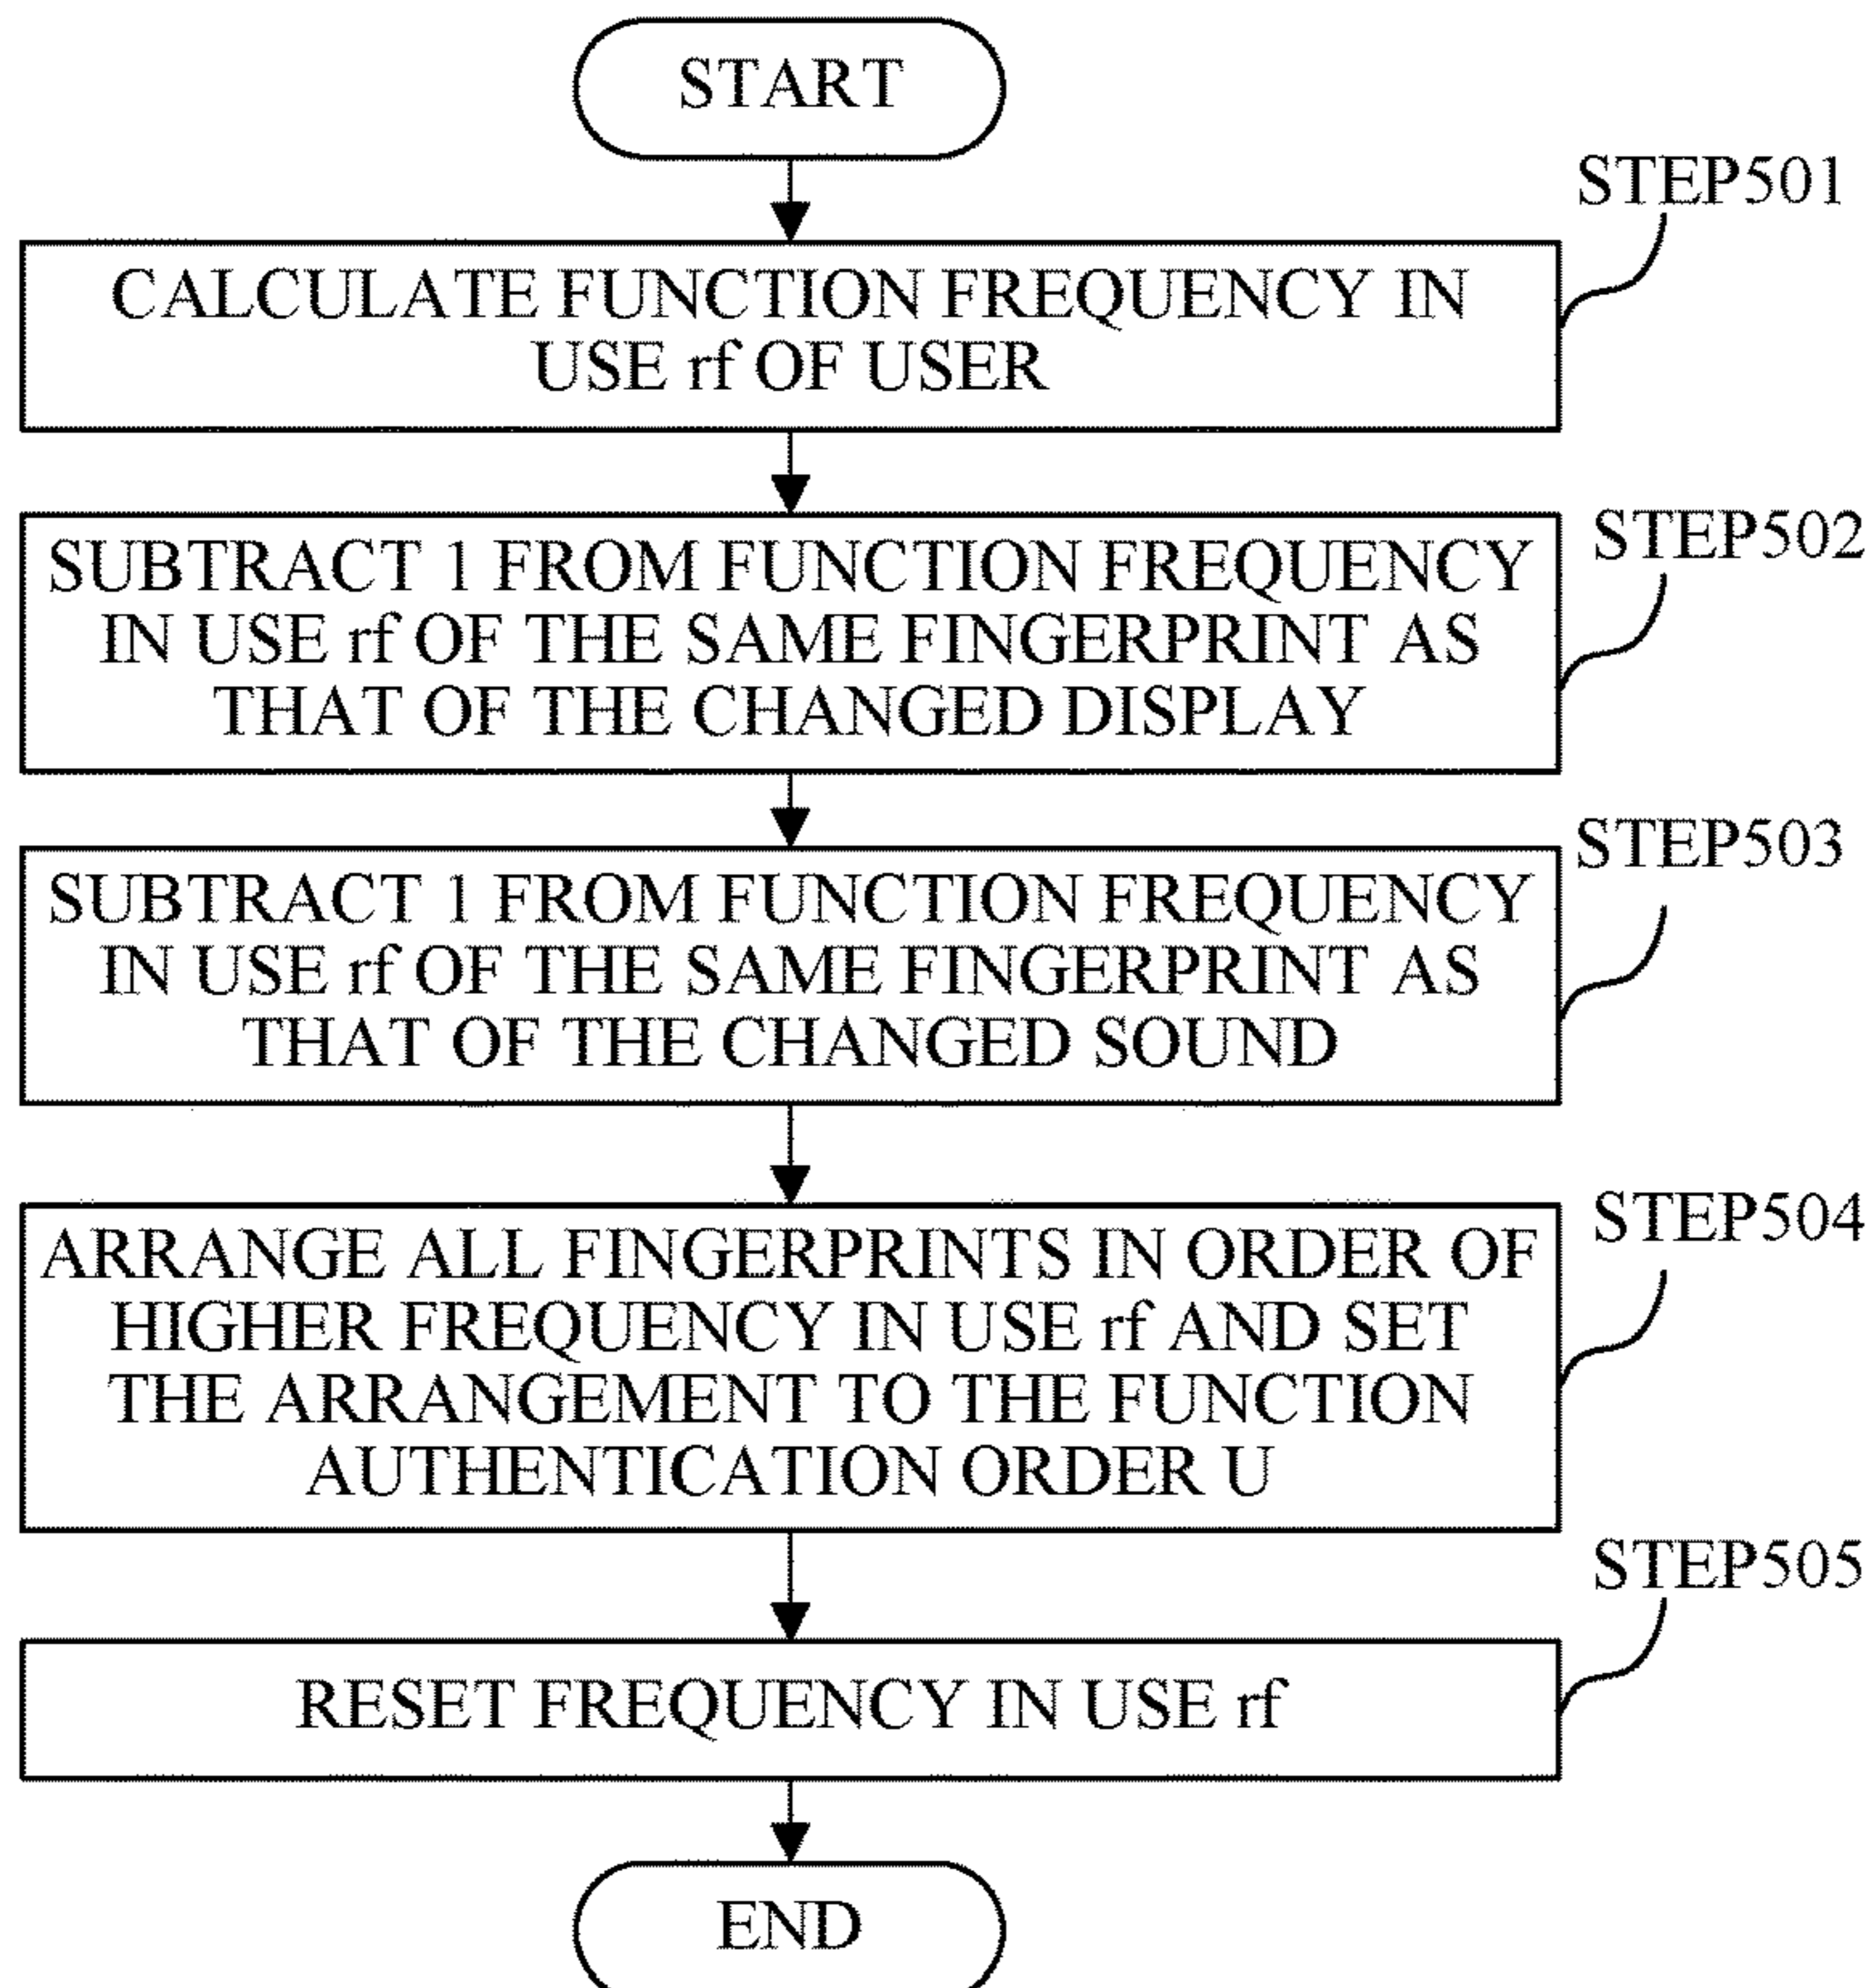 START
STEP501
CALCULATE FUNCTION FREQUENCY IN
USE rf OF USER
STEP502
SUBTRACT 1 FROM FUNCTION FREQUENCY
IN USE rf OF THE SAME FINGERPRINT AS
THAT OF THE CHANGED DISPLAY
STEP503
SUBTRACT 1 FROM FUNCTION FREQUENCY
IN USE rf OF THE SAME FINGERPRINT AS
THAT OF THE CHANGED SOUND
STEP504
ARRANGE ALL FINGERPRINTS IN ORDER OF
HIGHER FREQUENCY IN USE rf AND SET
THE ARRANGEMENT TO THE FUNCTION
AUTHENTICATION ORDER U
STEP505
RESET FREQUENCY IN USE rf
END